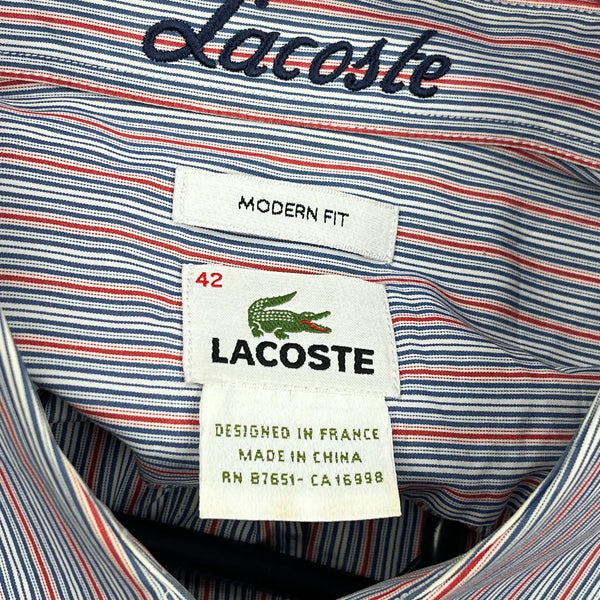 Lacoste
MODERN FIT
42
LACOSTE
DESIGNED IN FRANCE
MADE IN CHINA
RN 87651-CA16998